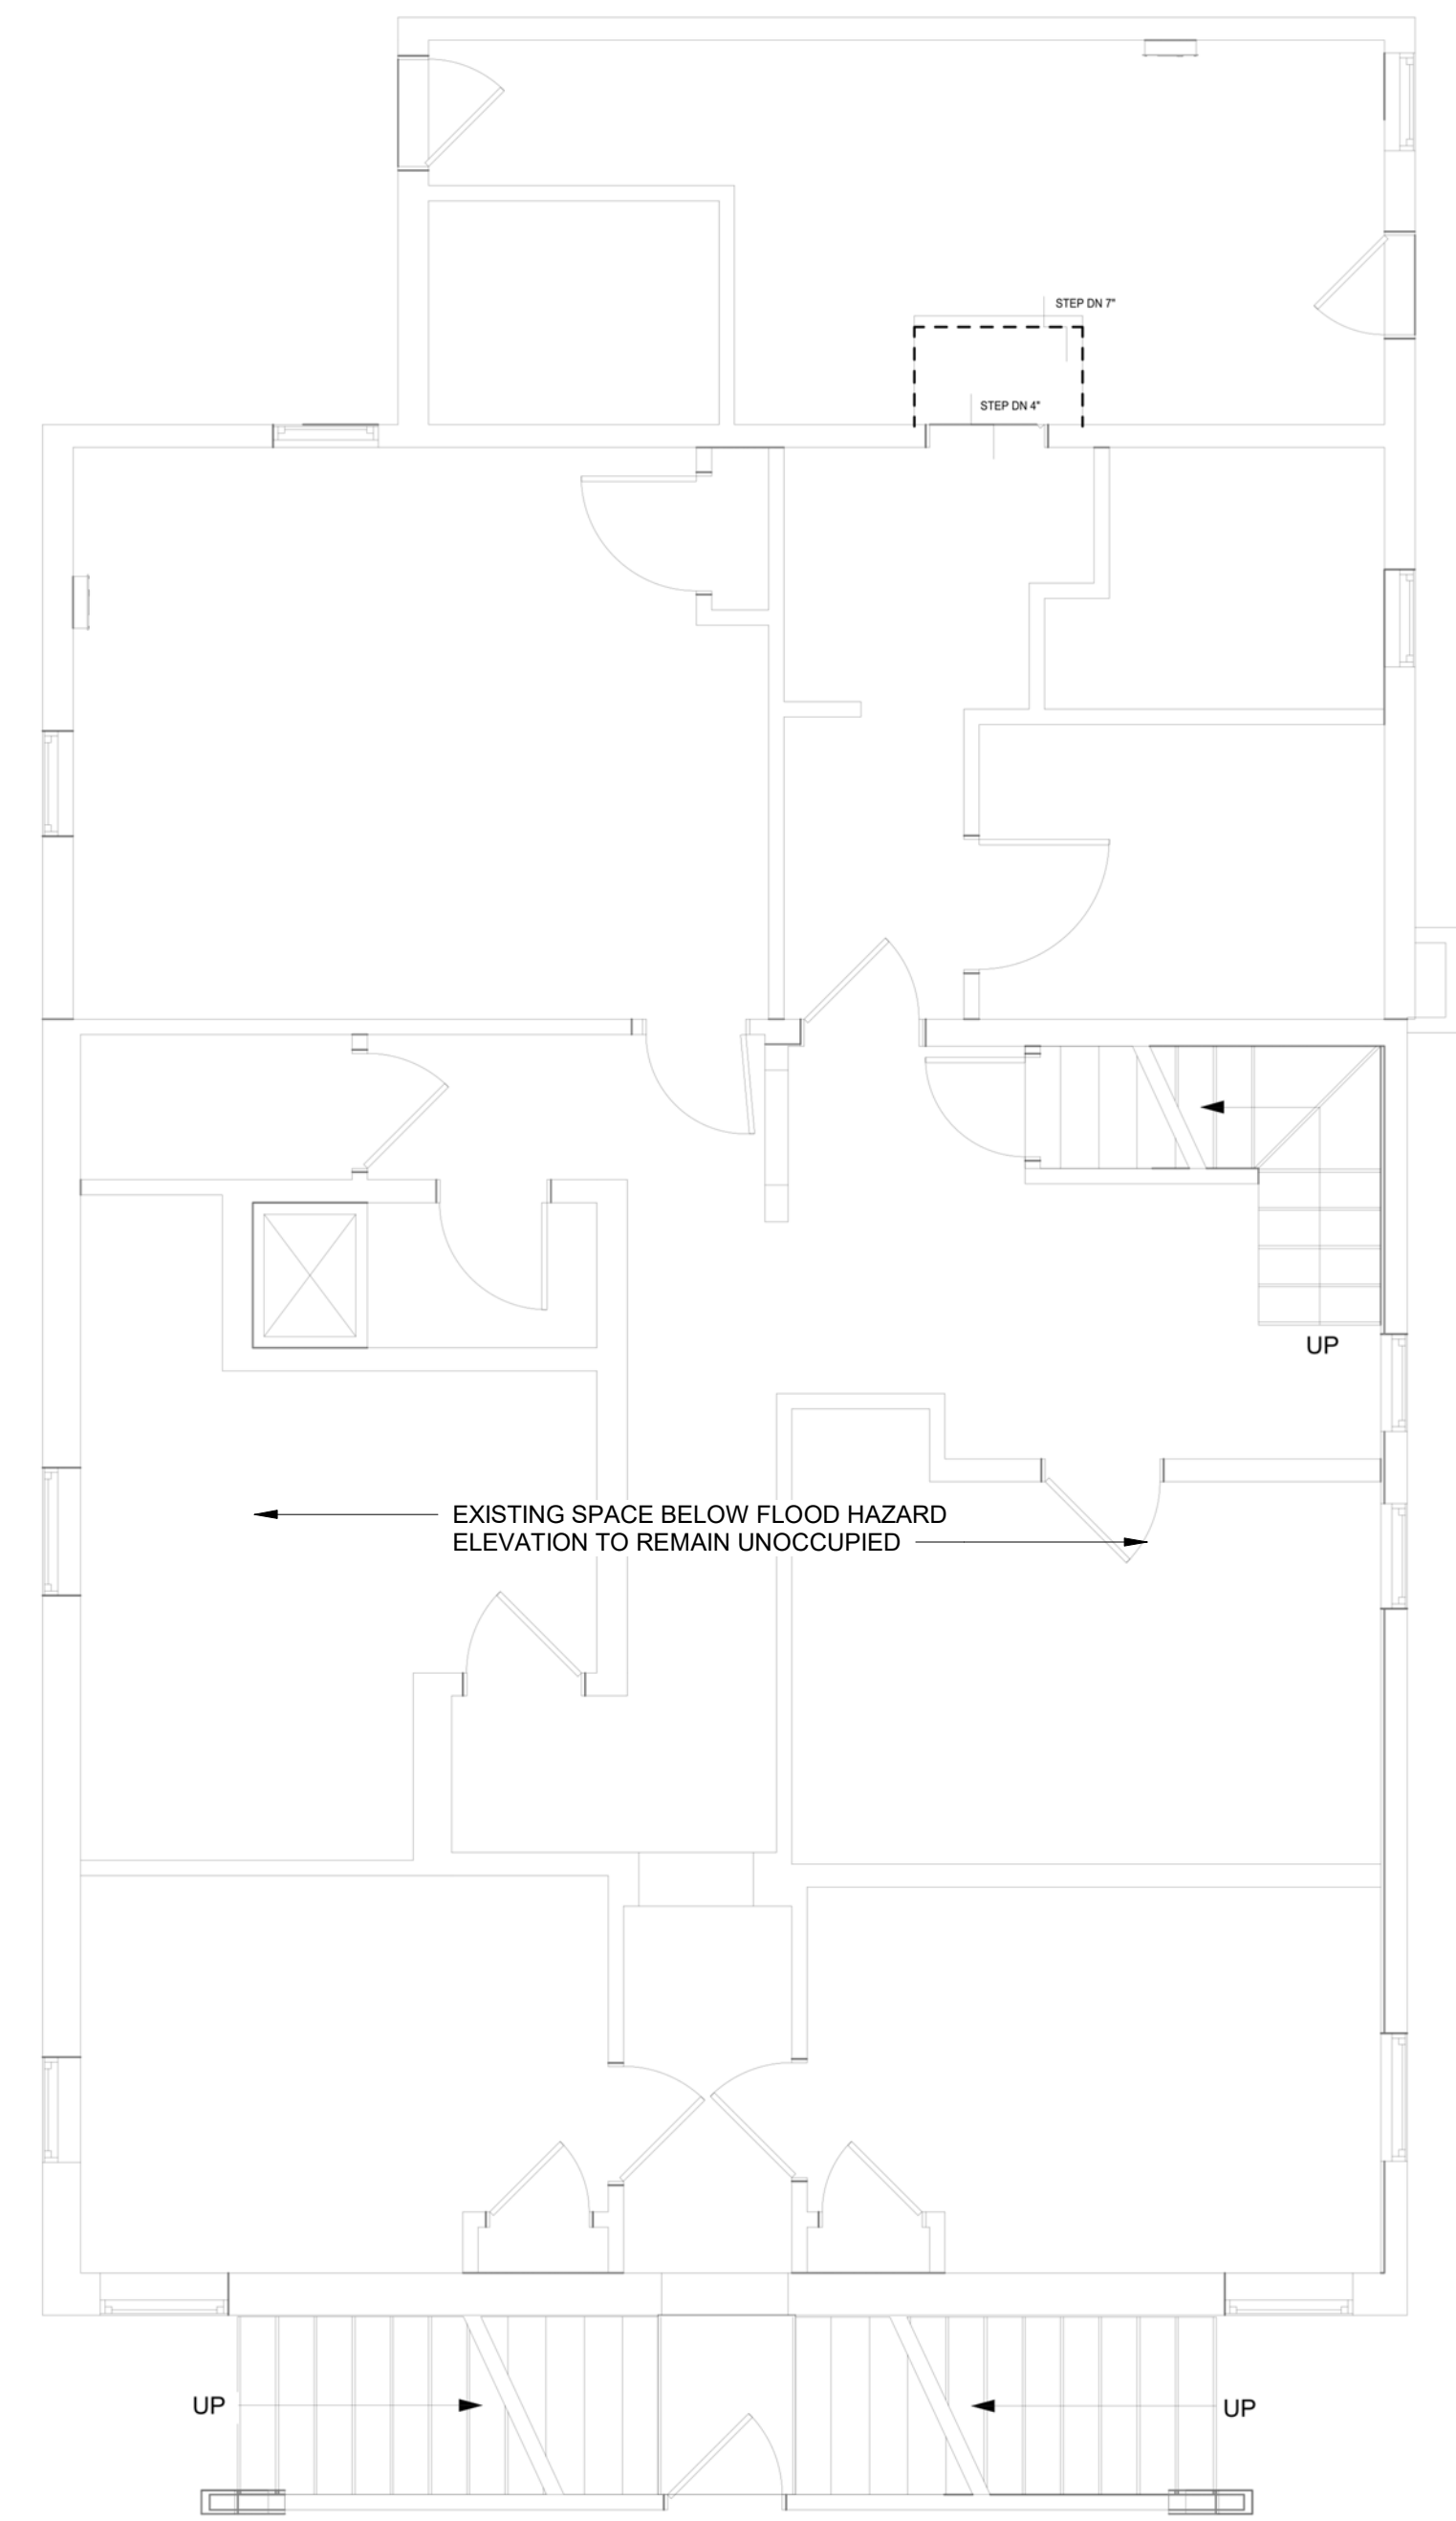 STEP DN 7"
STEP DN 4"
UP
EXISTING SPACE BELOW FLOOD HAZARD
ELEVATION TO REMAIN UNOCCUPIED
UP
UP